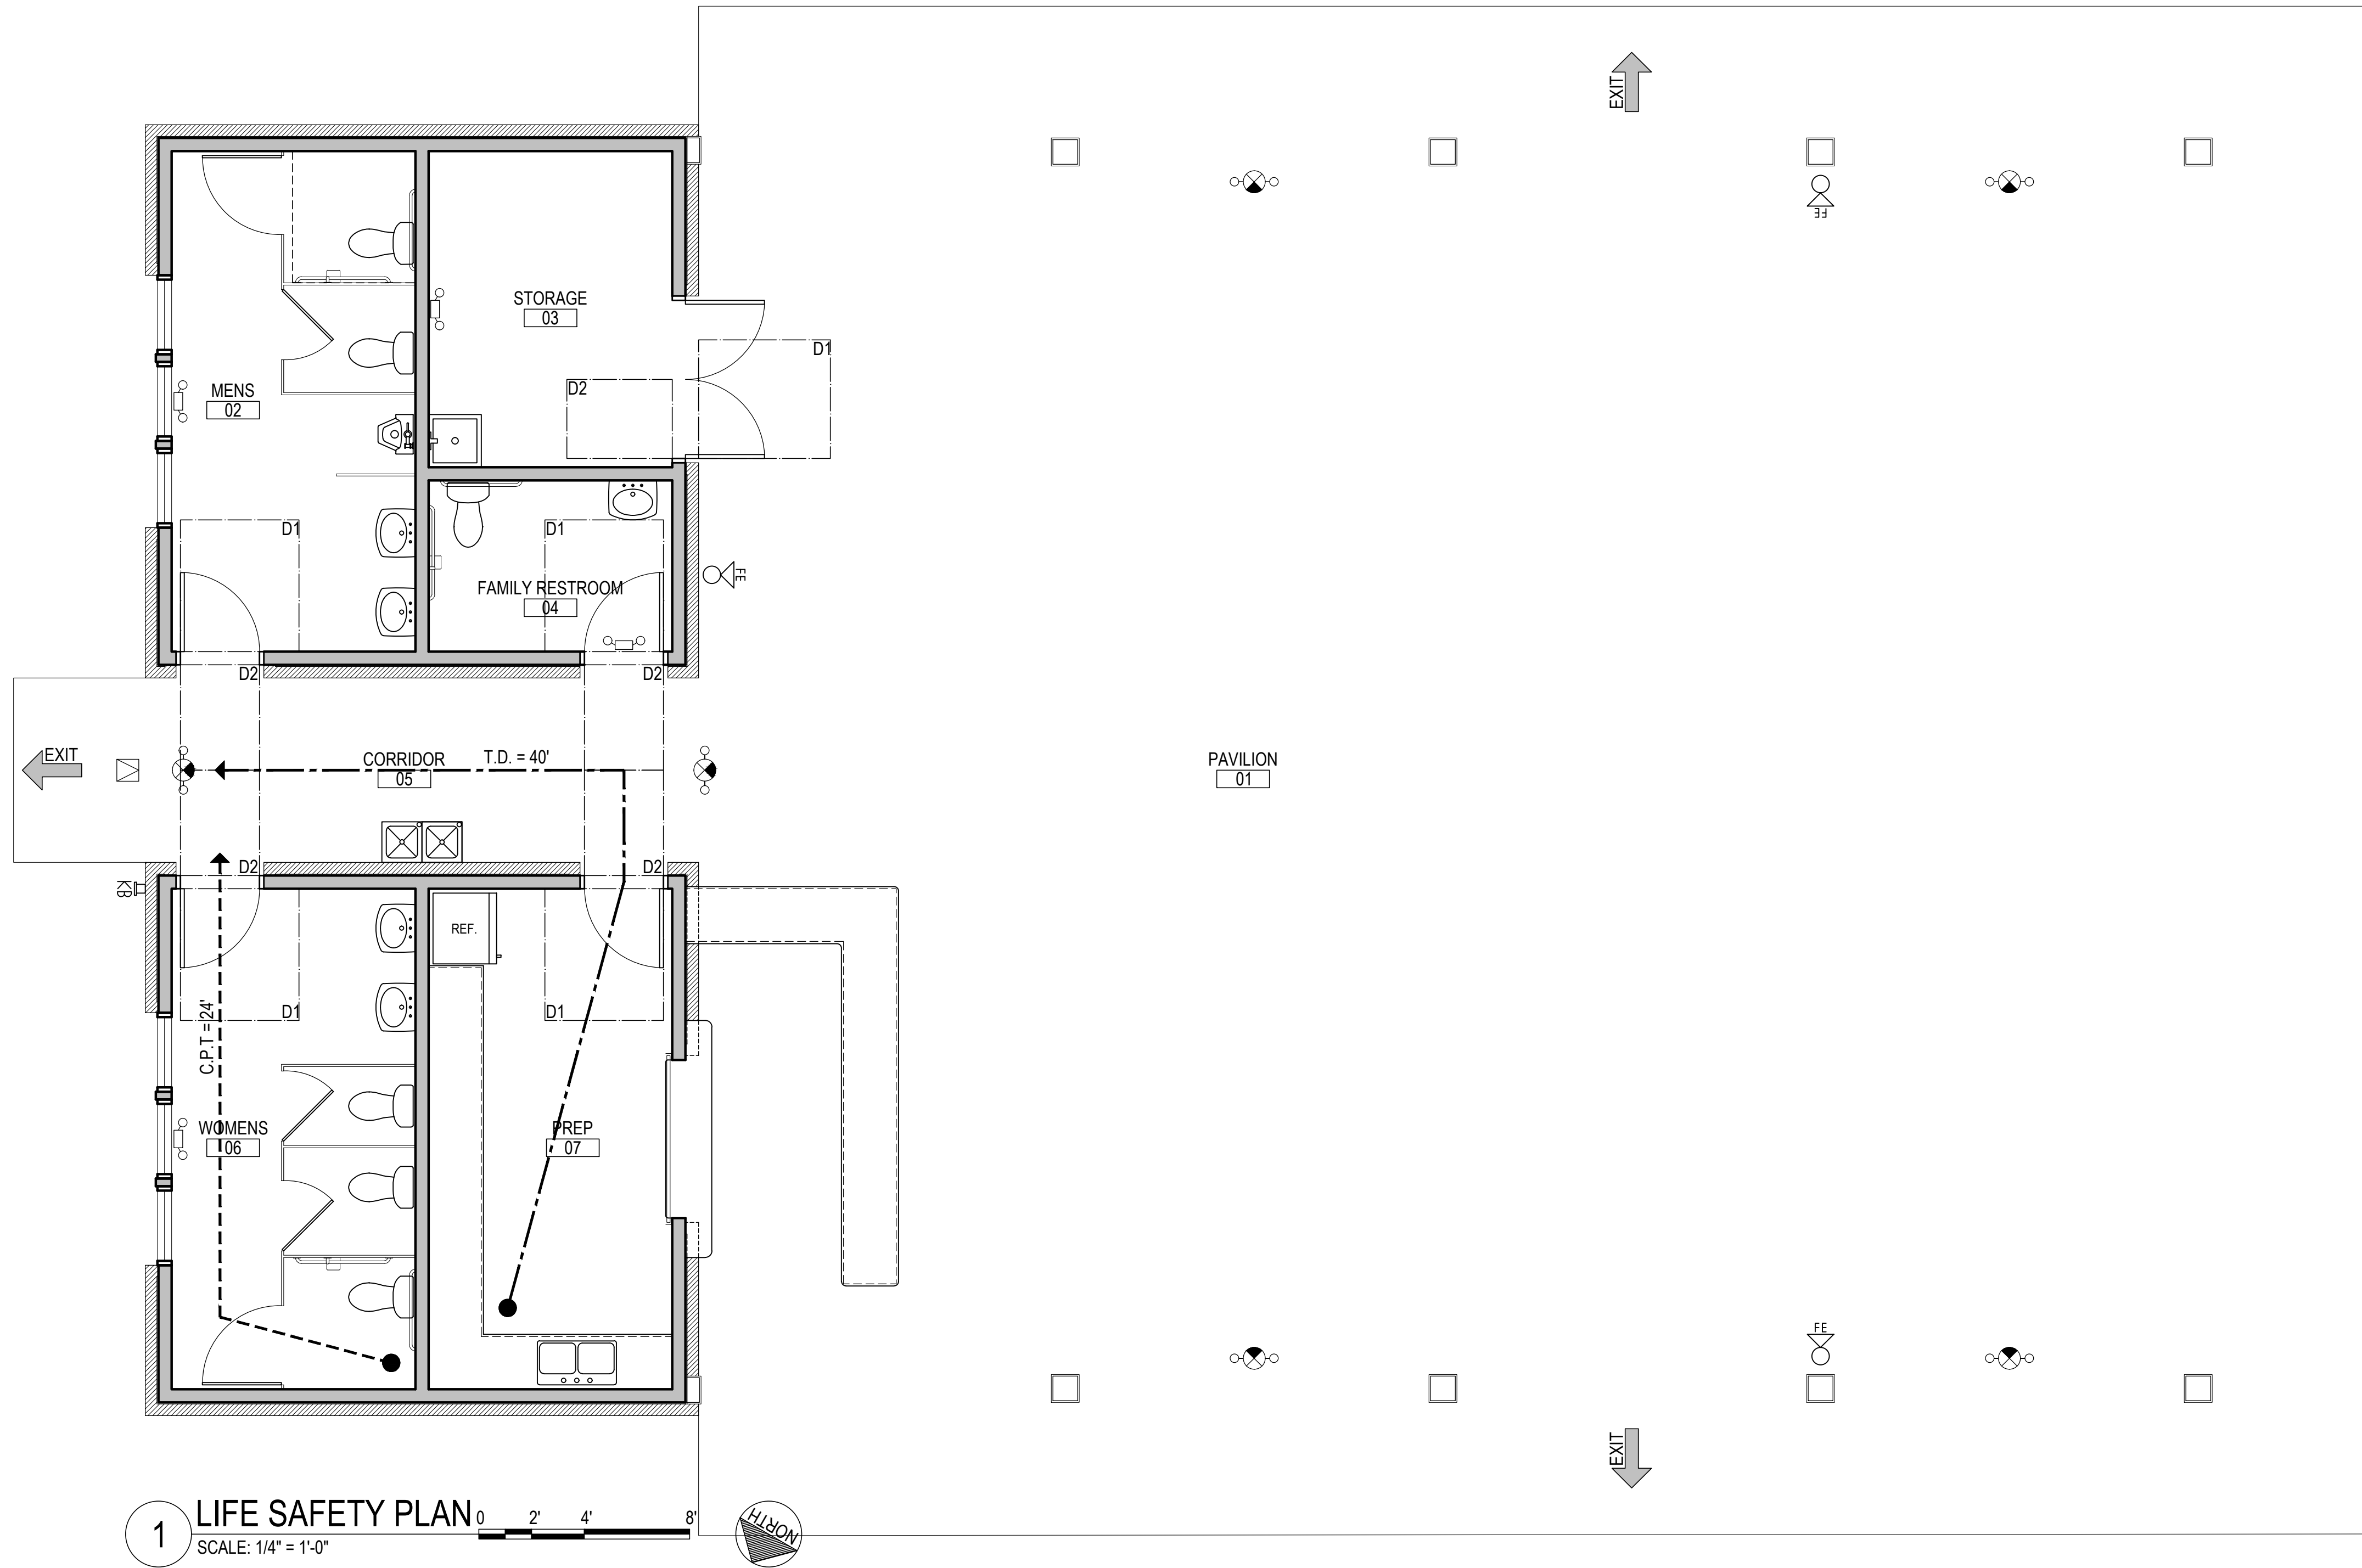 EXIT
FE
STORAGE
03
D1
D2
MENS
02
D1
D1
FE
FAMILY RESTROOM
04
D2
D2
EXIT
CORRIDOR
05
T.D. = 40'
PAVILION
01
D2
D2
KB
REF.
C.P.T = 24'
D1
D1
WOMENS
06
PREP
07
FE
EXIT
1
LIFE SAFETY PLAN
SCALE: 1/4" = 1'-0"
0 2' 4' 8'
NORTH